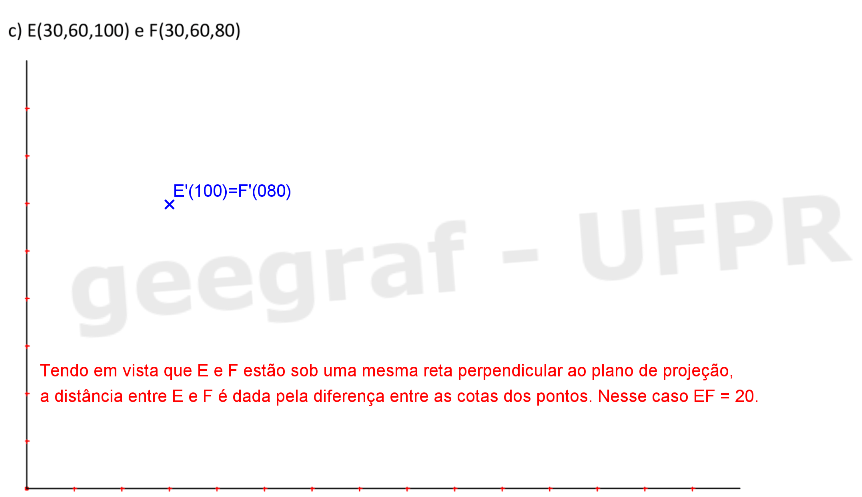 c) E(30,60,100) e F(30,60,80)
E'(100)=F'(080)
geegraf - UFPR
Tendo em vista que E e F estão sob uma mesma reta perpendicular ao plano de projeção,
a distância entre E e F é dada pela diferença entre as cotas dos pontos. Nesse caso EF = 20.